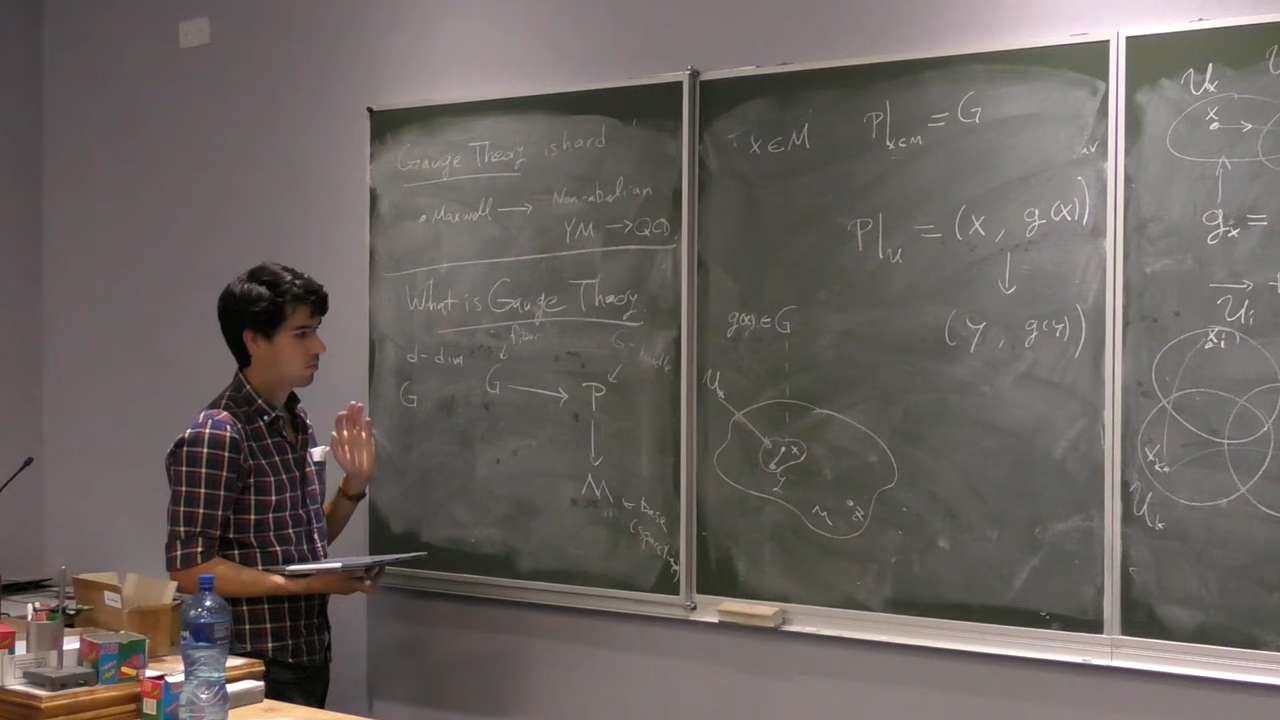 Gauge Theory is hard
• Maxwell → Non-abelian
YM → QCD
What is Gauge Theory
d-dim
G
fiber
G → P
G - bundle
↓
M ← base
(spacetime)
x ∈ M
P|x∈M = G
P|u = (x, g(x))
↓
(y, g(y))
g(x) ∈ G
Ux
x
y
M
Ux
x
gx =
→
Ui
xi
xk
Uk